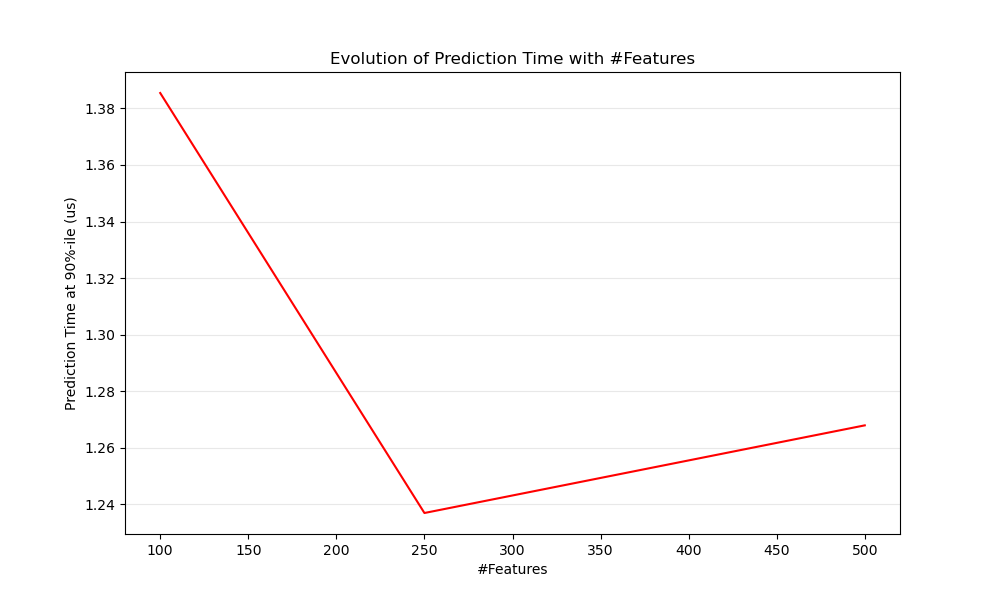 Evolution of Prediction Time with #Features
Prediction Time at 90%-ile (us)
1.38
1.36
1.34
1.32
1.30
1.28
1.26
1.24
100 150 200 250 300 350 400 450 500
#Features